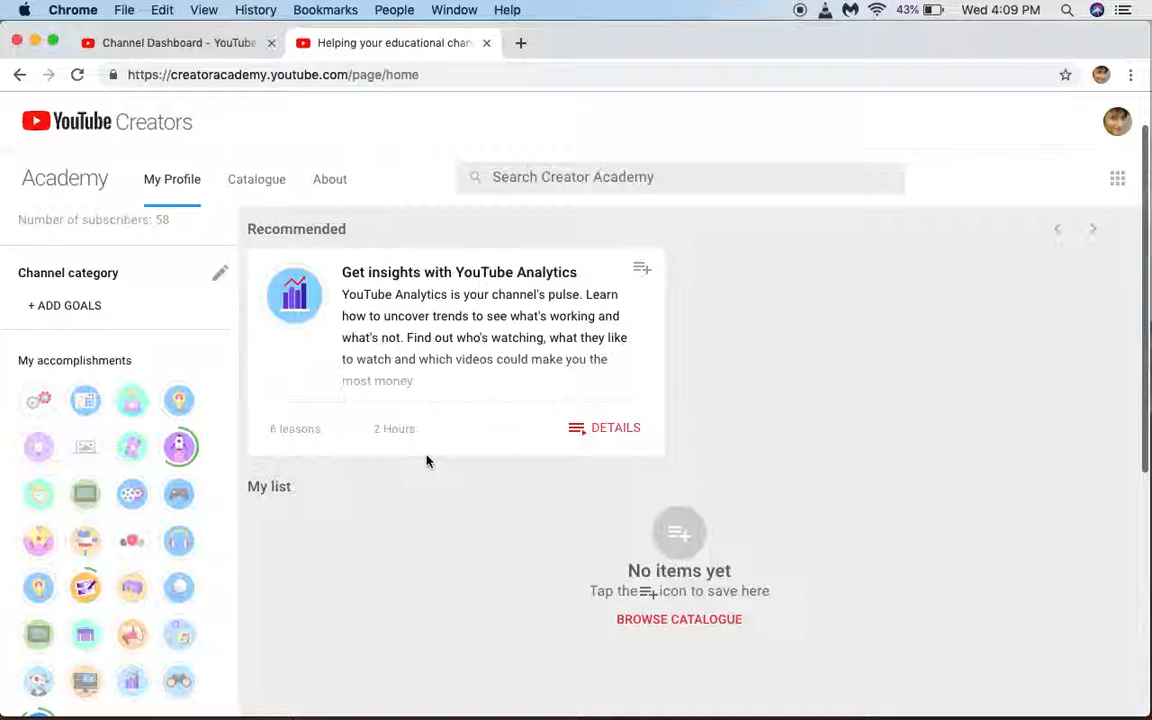 Chrome File Edit View History Bookmarks People Window Help 43% Wed 4:09 PM
Channel Dashboard - YouTube
Helping your educational chan
https://creatoracademy.youtube.com/page/home
YouTube Creators
Academy My Profile Catalogue About Search Creator Academy
Number of subscribers: 58
Channel category
+ ADD GOALS
My accomplishments
Recommended
Get insights with YouTube Analytics
YouTube Analytics is your channel's pulse. Learn
how to uncover trends to see what's working and
what's not. Find out who's watching, what they like
to watch and which videos could make you the
most money.
6 lessons 2 Hours DETAILS
My list
No items yet
Tap the icon to save here
BROWSE CATALOGUE